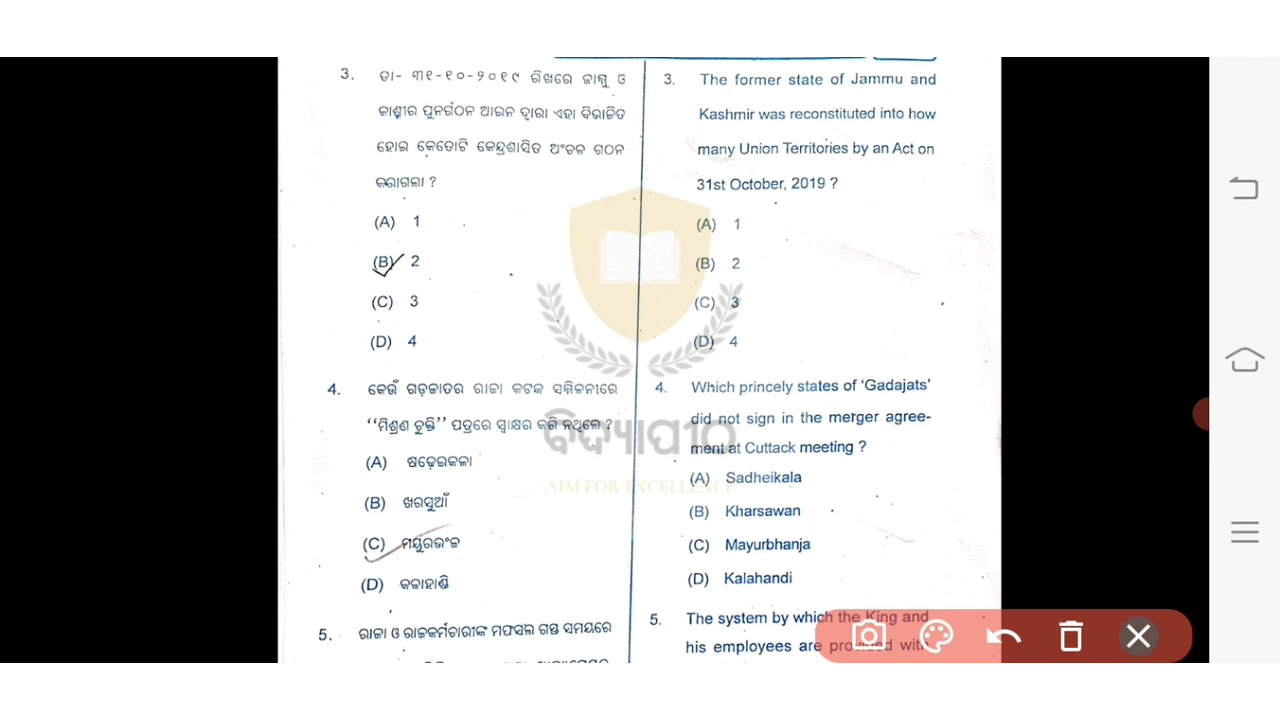 3. ତା- ୩୧-୧୦-୨୦୧୯ ରିଖରେ ଜାମ୍ମୁ ଓ
କାଶ୍ମୀର ପୁନର୍ଗଠନ ଆଇନ ଦ୍ୱାରା ଏହା ବିଭାଜିତ
ହୋଇ କେତୋଟି କେନ୍ଦ୍ରଶାସିତ ଅଂଚଳ ଗଠନ
କରାଗଲା ?
(A) 1
(B) 2
(C) 3
(D) 4
4. କେଉଁ ଗଡ଼ଜାତର ରାଜା କଟକ ସମ୍ମିଳନୀରେ
‘‘ମିଶ୍ରଣ ଚୁକ୍ତି’’ ପତ୍ରରେ ସ୍ୱାକ୍ଷର କରି ନଥିଲେ ?
(A) ଷଢ଼େଇକଳା
(B) ଖରସୁଆଁ
(C) ମୟୁରଭଂଜ
(D) କଳାହାଣ୍ଡି
5. ରାଜା ଓ ରାଜକର୍ମଚାରୀଙ୍କ ମଫସଲ ଗସ୍ତ ସମୟରେ
3. The former state of Jammu and
Kashmir was reconstituted into how
many Union Territories by an Act on
31st October, 2019 ?
(A) 1
(B) 2
(C) 3
(D) 4
4. Which princely states of ‘Gadajats’
did not sign in the merger agree-
ment at Cuttack meeting ?
(A) Sadheikala
(B) Kharsawan
(C) Mayurbhanja
(D) Kalahandi
5. The system by which the King and
his employees are provided with
ବିଦ୍ୟାପୀଠ
AIM FOR EXCELLENCE